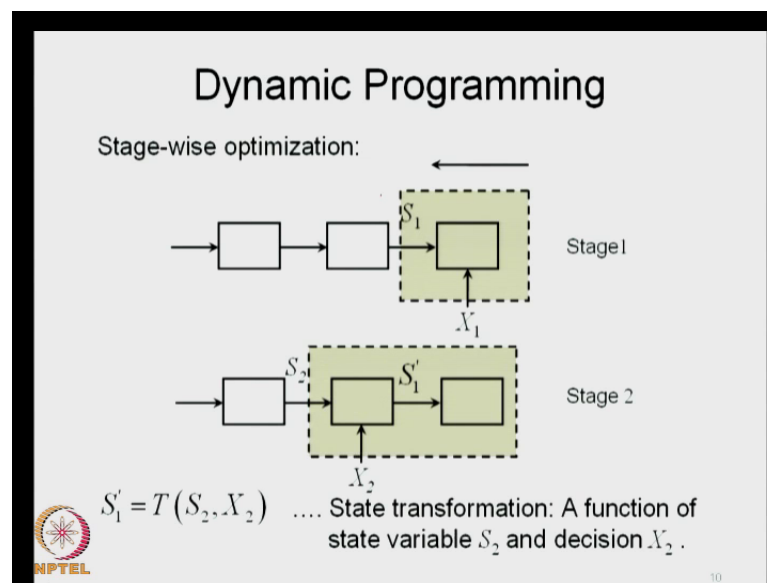 Dynamic Programming
Stage-wise optimization:
S₁
Stage1
X₁
S₂
S₁'
Stage 2
X₂
S₁' = T(S₂, X₂) .... State transformation: A function of
state variable S₂ and decision X₂ .
NPTEL
10